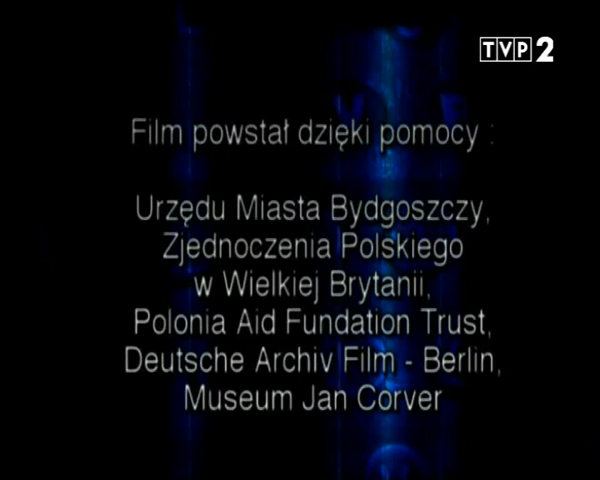 TVP2
Film powstał dzięki pomocy :
Urzędu Miasta Bydgoszczy,
Zjednoczenia Polskiego
w Wielkiej Brytanii,
Polonia Aid Fundation Trust,
Deutsche Archiv Film - Berlin,
Museum Jan Corver